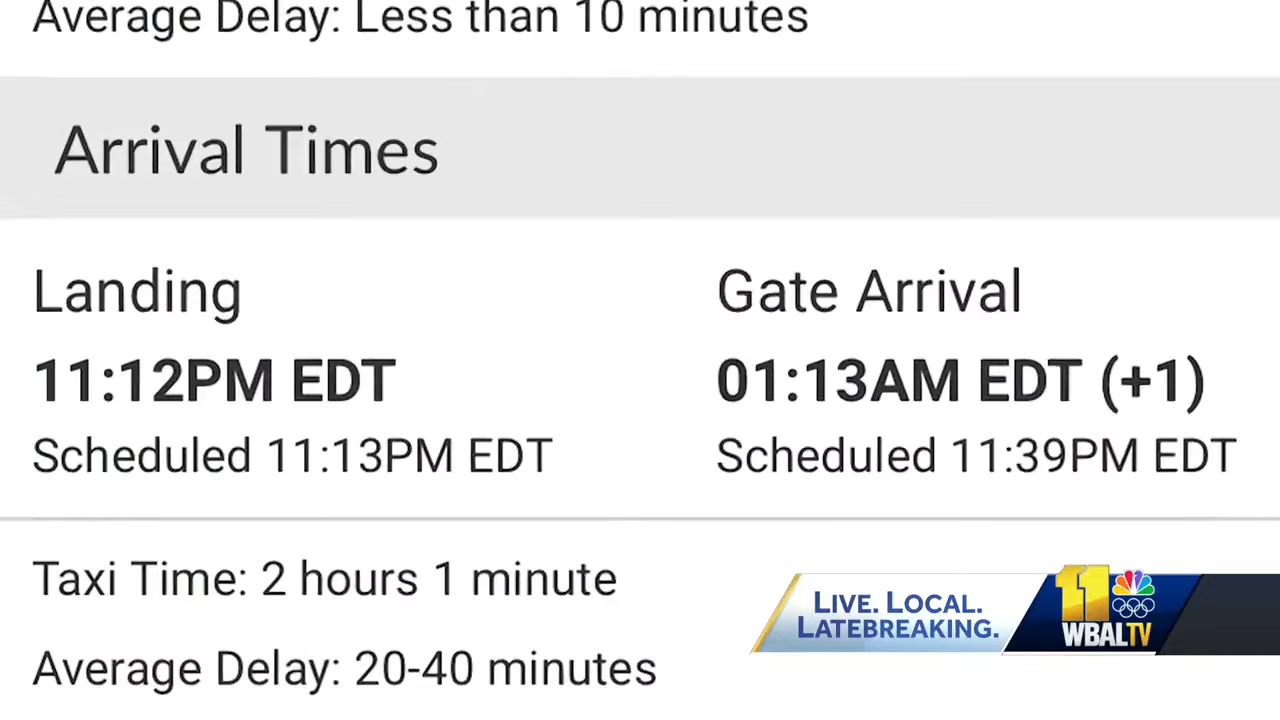 Average Delay: Less than 10 minutes
Arrival Times
Landing
Gate Arrival
11:12PM EDT
01:13AM EDT (+1)
Scheduled 11:13PM EDT
Scheduled 11:39PM EDT
Taxi Time: 2 hours 1 minute
Average Delay: 20-40 minutes
LIVE. LOCAL.
LATEBREAKING.
11
WBALTV